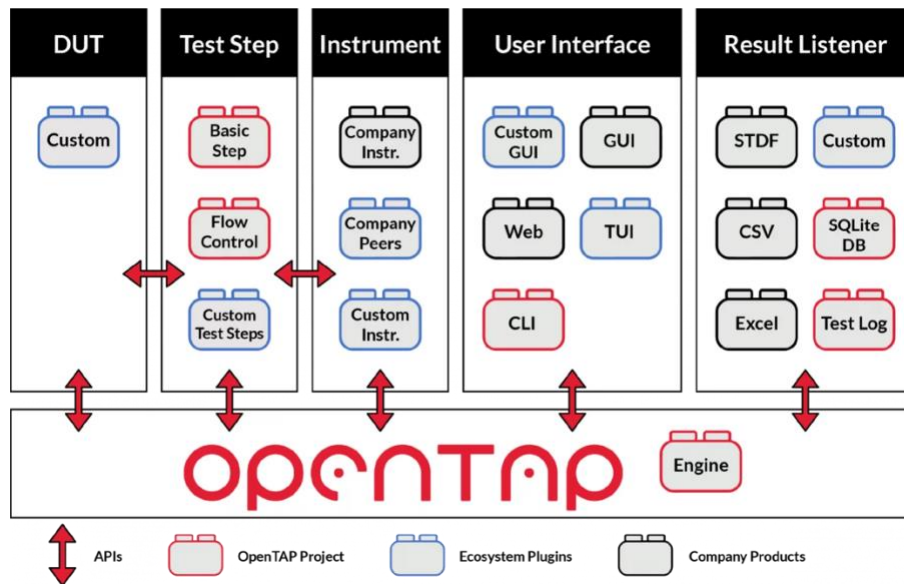 DUT
Test Step
Instrument
User Interface
Result Listener
Custom
Basic
Step
Flow
Control
Custom
Test Steps
Company
Instr.
Company
Peers
Custom
Instr.
Custom
GUI
GUI
Web
TUI
CLI
STDF
Custom
CSV
SQLite
DB
Excel
Test Log
OPENTAP
Engine
APIs
OpenTAP Project
Ecosystem Plugins
Company Products